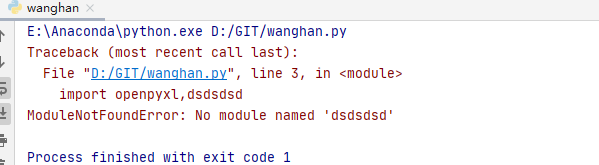 wanghan
E:\Anaconda\python.exe D:/GIT/wanghan.py
Traceback (most recent call last):
  File "D:/GIT/wanghan.py", line 3, in <module>
    import openpyxl,dsdsdsd
ModuleNotFoundError: No module named 'dsdsdsd'
Process finished with exit code 1